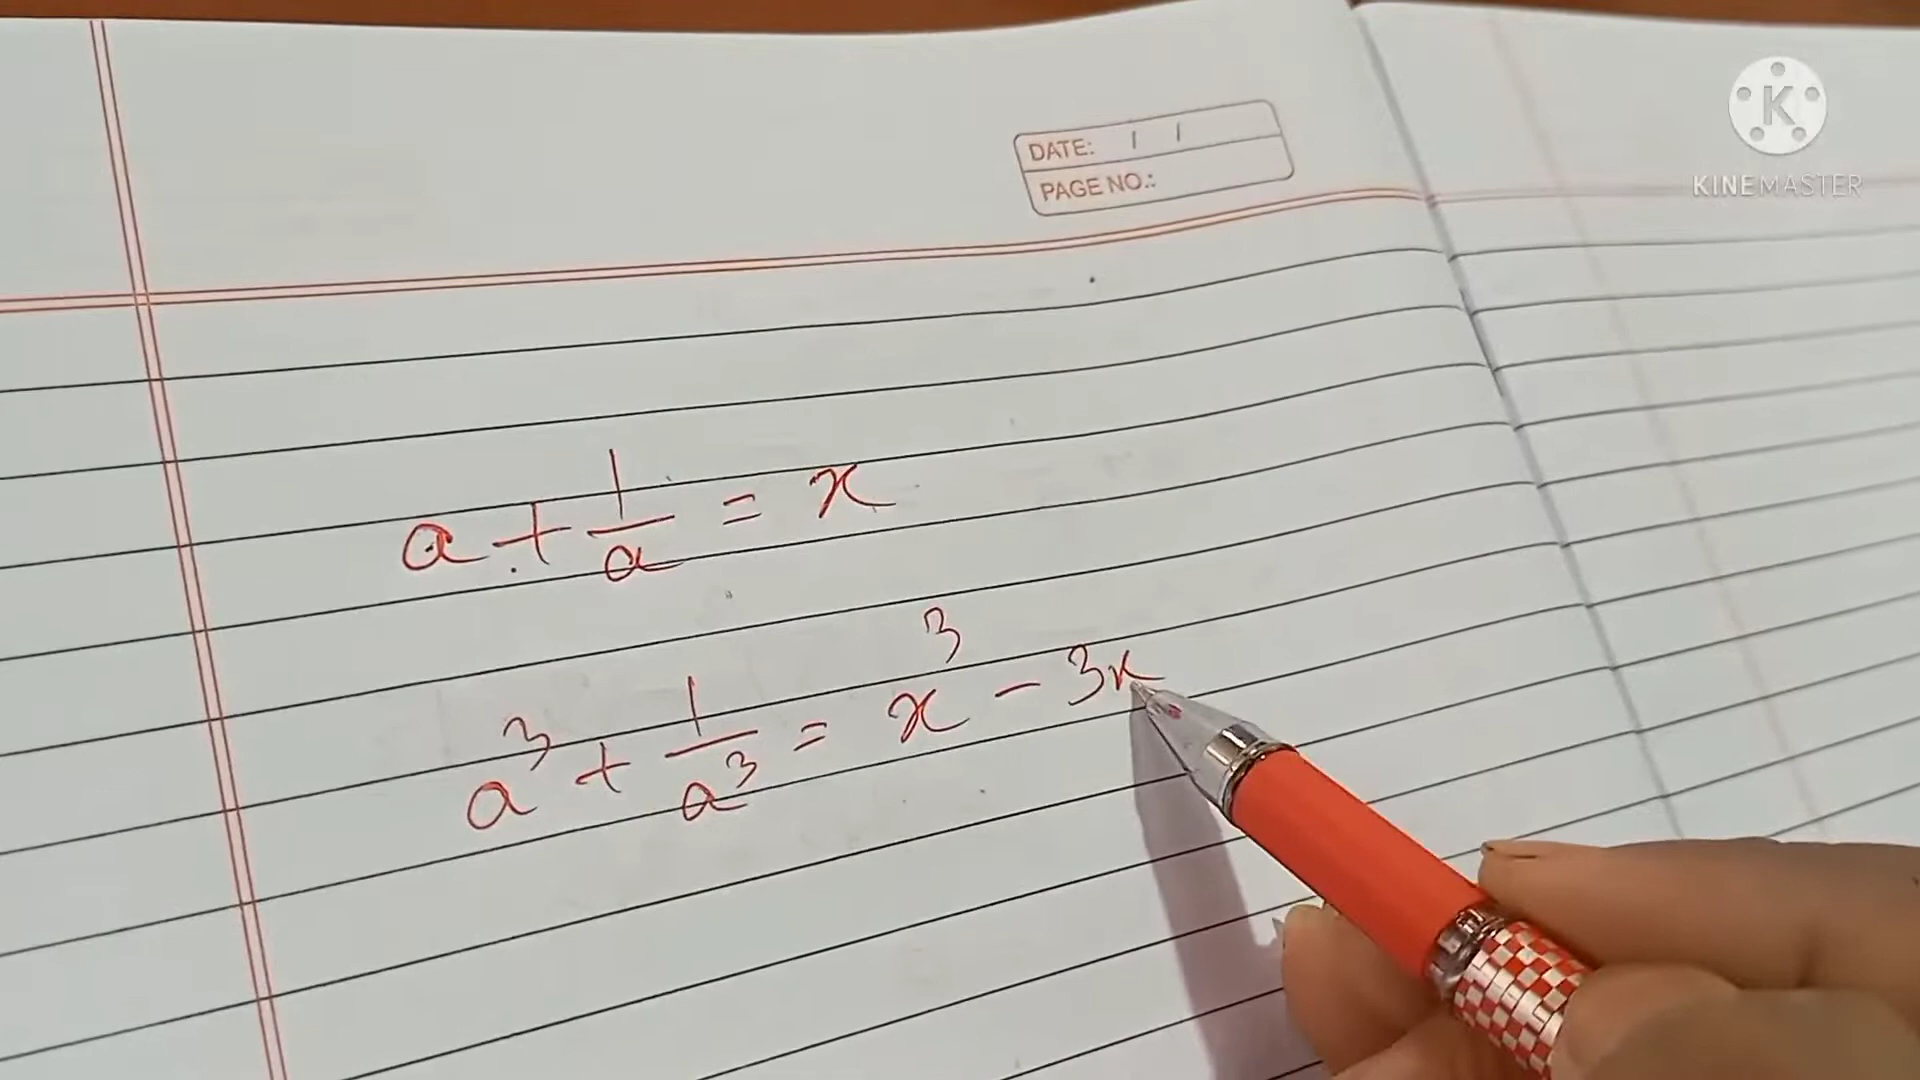 DATE: / /
PAGE NO.:
KINEMASTER
a + 1/a = x
a³ + 1/a³ = x³ - 3x